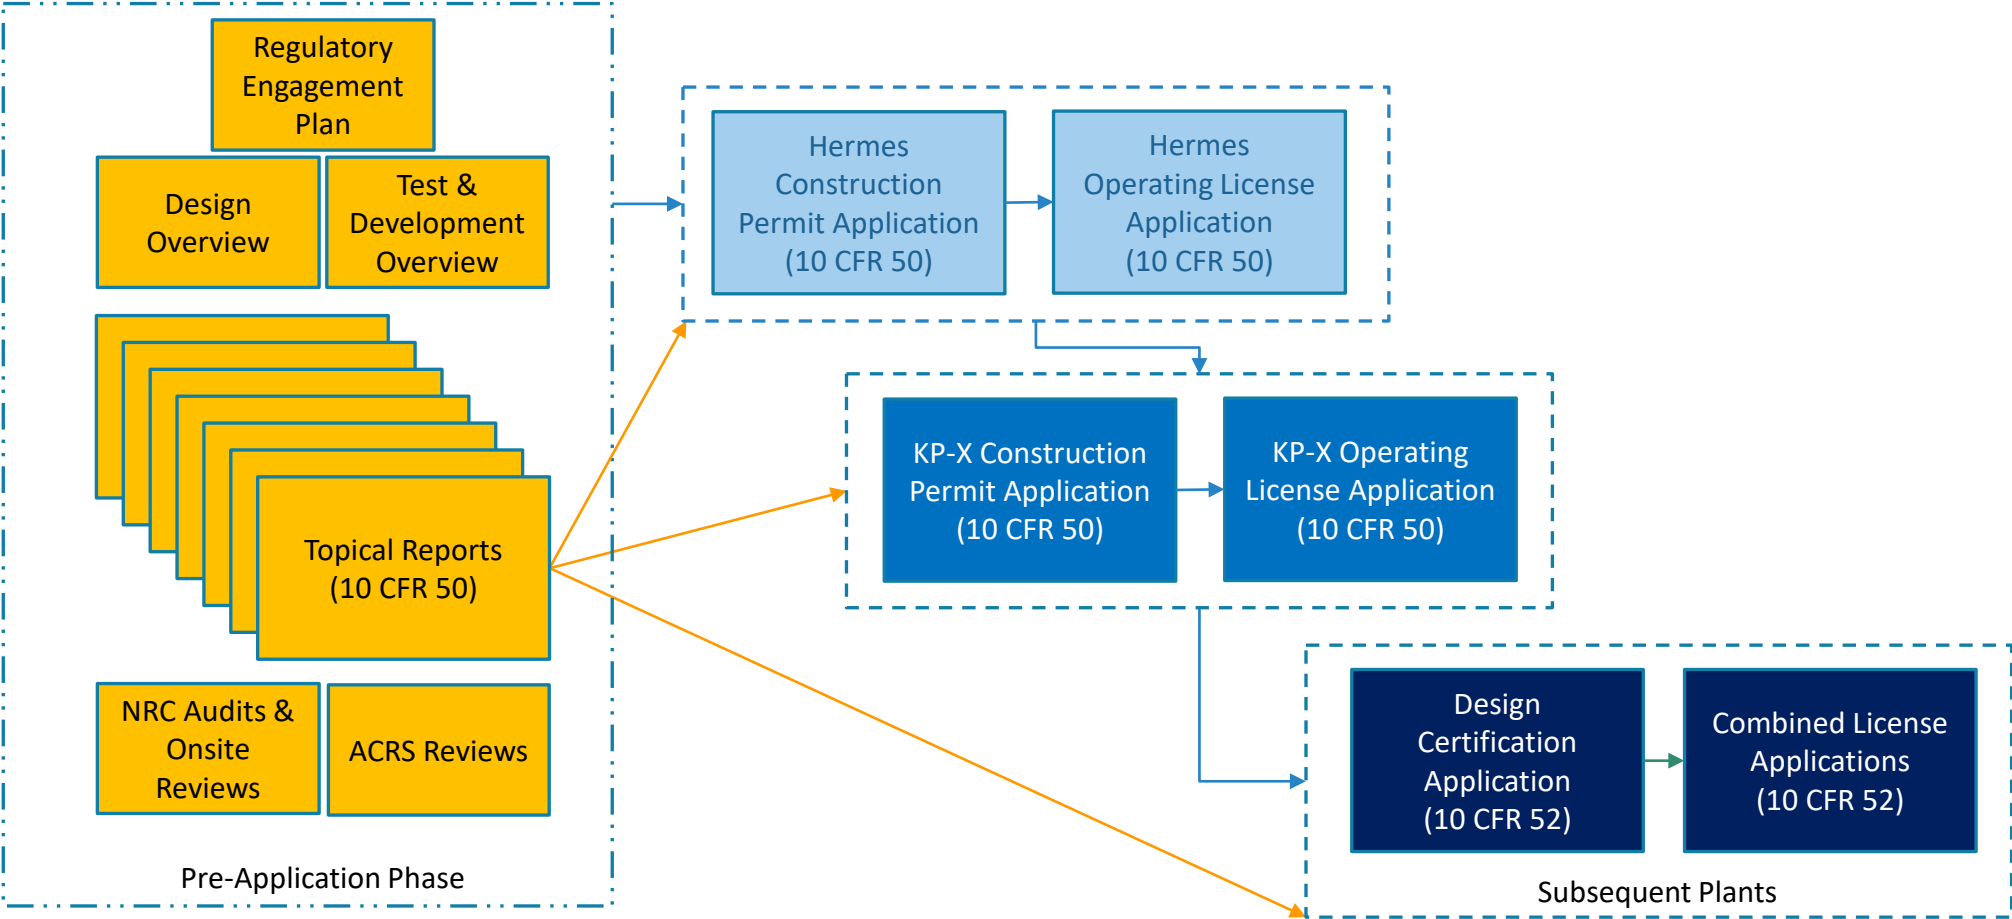 Regulatory
Engagement
Plan
Design
Overview
Test &
Development
Overview
Topical Reports
(10 CFR 50)
NRC Audits &
Onsite
Reviews
ACRS Reviews
Pre-Application Phase
Hermes
Construction
Permit Application
(10 CFR 50)
Hermes
Operating License
Application
(10 CFR 50)
KP-X Construction
Permit Application
(10 CFR 50)
KP-X Operating
License Application
(10 CFR 50)
Design
Certification
Application
(10 CFR 52)
Combined License
Applications
(10 CFR 52)
Subsequent Plants